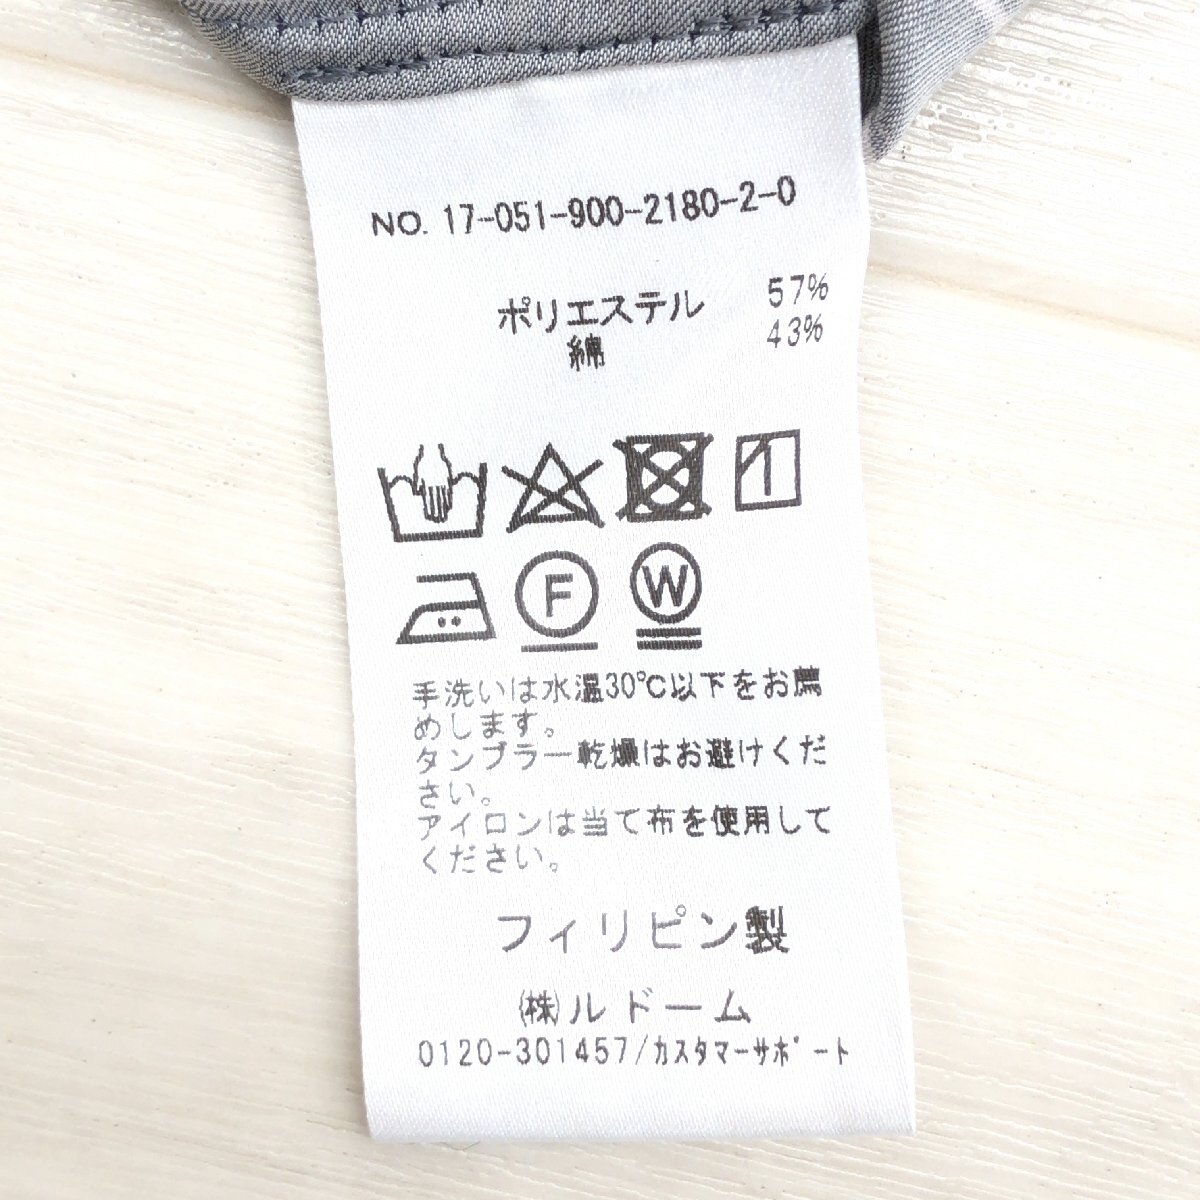 NO. 17-051-900-2180-2-0
ポリエステル 57%
綿 43%
F W
手洗いは水温30℃以下をお薦
めします。
タンブラー乾燥はお避けくだ
さい。
アイロンは当て布を使用して
ください。
フィリピン製
㈱ルドーム
0120-301457/カスタマーサポート